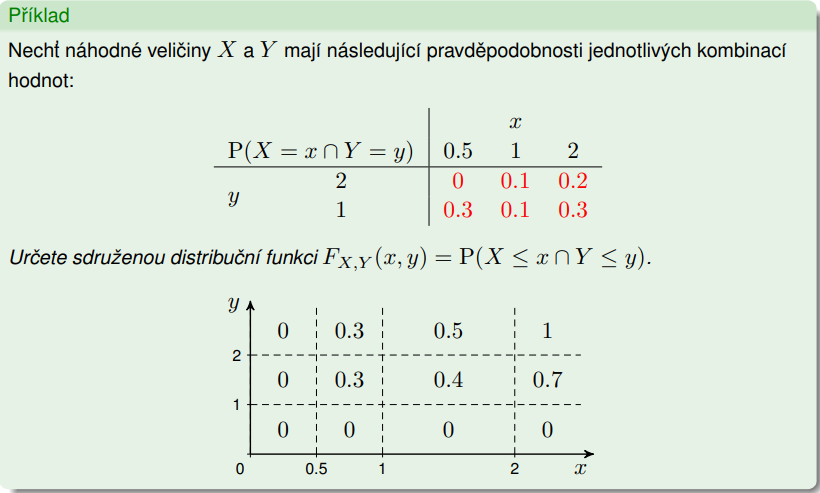 Příklad
Nechť náhodné veličiny X a Y mají následující pravděpodobnosti jednotlivých kombinací
hodnot:
x
P(X = x ∩ Y = y) 0.5 1 2
y
2 0 0.1 0.2
1 0.3 0.1 0.3
Určete sdruženou distribuční funkci F_{X,Y}(x, y) = P(X ≤ x ∩ Y ≤ y).
y
0 0.3 0.5 1
2
0 0.3 0.4 0.7
1
0 0 0 0
0 0.5 1 2 x